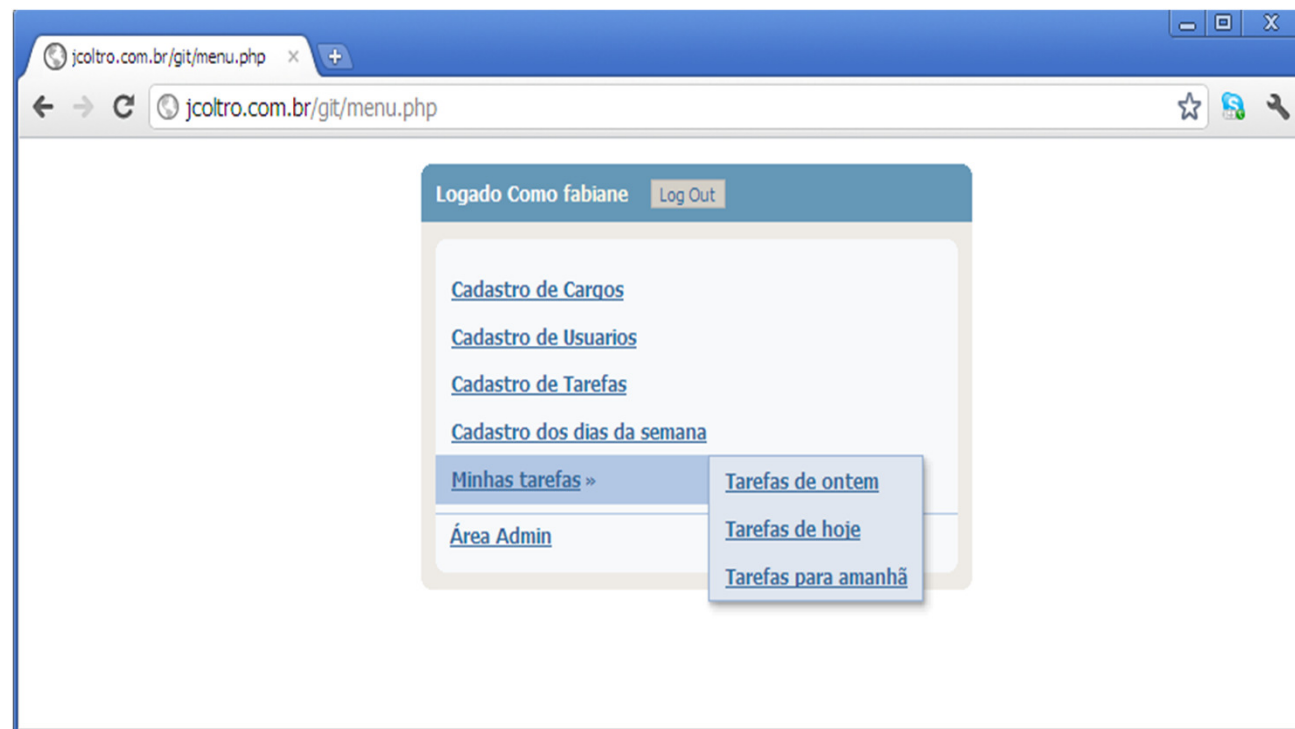 jcoltro.com.br/git/menu.php
jcoltro.com.br/git/menu.php
Logado Como fabiane Log Out
Cadastro de Cargos
Cadastro de Usuarios
Cadastro de Tarefas
Cadastro dos dias da semana
Minhas tarefas »
Tarefas de ontem
Tarefas de hoje
Tarefas para amanhã
Área Admin